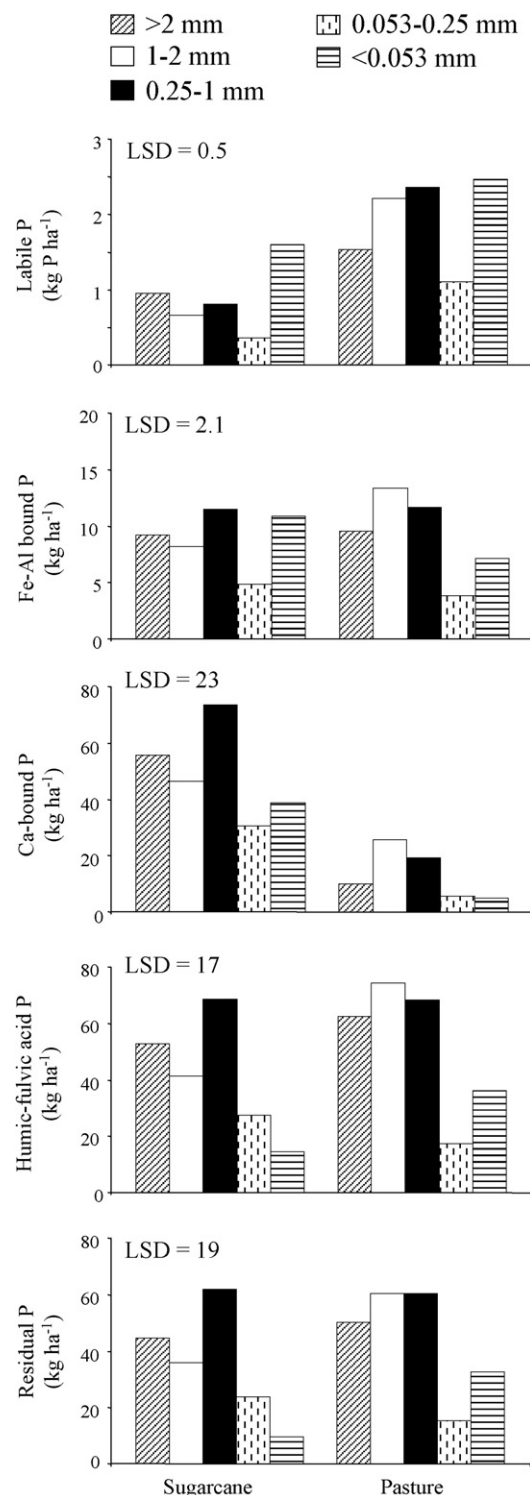 >2 mm
0.053-0.25 mm
1-2 mm
<0.053 mm
0.25-1 mm
3
LSD = 0.5
2
1
0
Labile P
(kg P ha-1)
20
LSD = 2.1
15
10
5
0
Fe-Al bound P
(kg ha-1)
80
LSD = 23
60
40
20
0
Ca-bound P
(kg ha-1)
80
LSD = 17
60
40
20
0
Humic-fulvic acid P
(kg ha-1)
80
LSD = 19
60
40
20
0
Residual P
(kg ha-1)
Sugarcane
Pasture